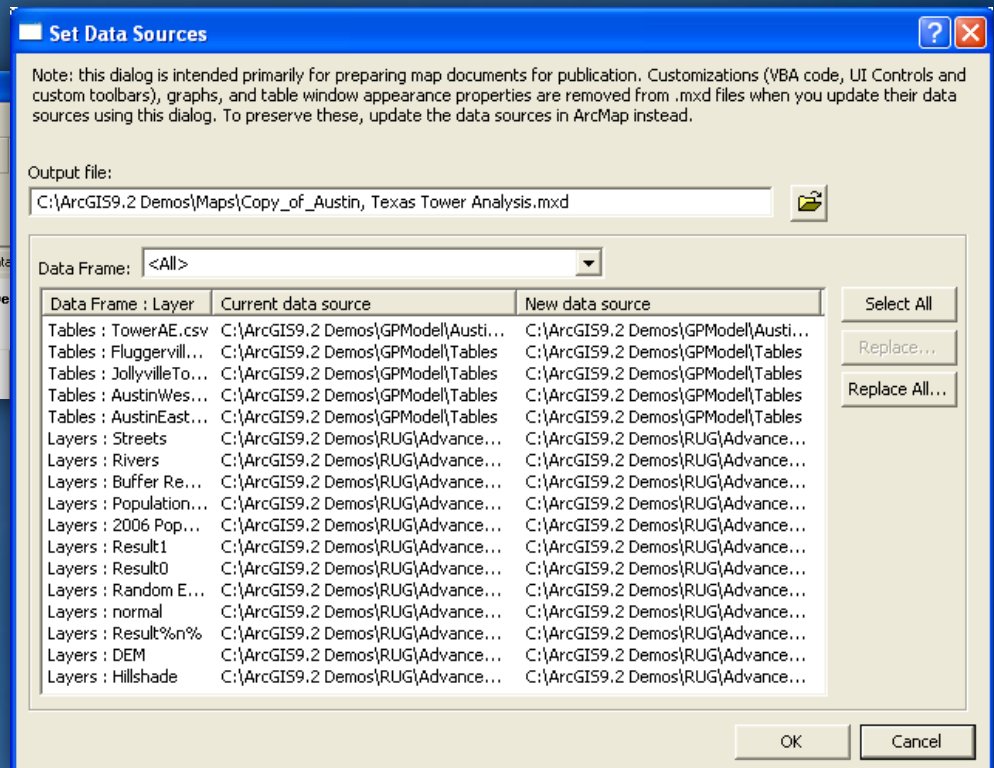 Set Data Sources
Note: this dialog is intended primarily for preparing map documents for publication. Customizations (VBA code, UI Controls and
custom toolbars), graphs, and table window appearance properties are removed from .mxd files when you update their data
sources using this dialog. To preserve these, update the data sources in ArcMap instead.
Output file:
C:\ArcGIS9.2 Demos\Maps\Copy_of_Austin, Texas Tower Analysis.mxd
Data Frame: <All>
Data Frame : Layer Current data source New data source Select All
Tables : TowerAE.csv C:\ArcGIS9.2 Demos\GPModel\Austi... C:\ArcGIS9.2 Demos\GPModel\Austi...
Tables : Fluggervill... C:\ArcGIS9.2 Demos\GPModel\Tables C:\ArcGIS9.2 Demos\GPModel\Tables Replace...
Tables : JollyvilleTo... C:\ArcGIS9.2 Demos\GPModel\Tables C:\ArcGIS9.2 Demos\GPModel\Tables
Tables : AustinWes... C:\ArcGIS9.2 Demos\GPModel\Tables C:\ArcGIS9.2 Demos\GPModel\Tables Replace All...
Tables : AustinEast... C:\ArcGIS9.2 Demos\GPModel\Tables C:\ArcGIS9.2 Demos\GPModel\Tables
Layers : Streets C:\ArcGIS9.2 Demos\RUG\Advance... C:\ArcGIS9.2 Demos\RUG\Advance...
Layers : Rivers C:\ArcGIS9.2 Demos\RUG\Advance... C:\ArcGIS9.2 Demos\RUG\Advance...
Layers : Buffer Re... C:\ArcGIS9.2 Demos\RUG\Advance... C:\ArcGIS9.2 Demos\RUG\Advance...
Layers : Population... C:\ArcGIS9.2 Demos\RUG\Advance... C:\ArcGIS9.2 Demos\RUG\Advance...
Layers : 2006 Pop... C:\ArcGIS9.2 Demos\RUG\Advance... C:\ArcGIS9.2 Demos\RUG\Advance...
Layers : Result1 C:\ArcGIS9.2 Demos\RUG\Advance... C:\ArcGIS9.2 Demos\RUG\Advance...
Layers : Result0 C:\ArcGIS9.2 Demos\RUG\Advance... C:\ArcGIS9.2 Demos\RUG\Advance...
Layers : Random E... C:\ArcGIS9.2 Demos\RUG\Advance... C:\ArcGIS9.2 Demos\RUG\Advance...
Layers : normal C:\ArcGIS9.2 Demos\RUG\Advance... C:\ArcGIS9.2 Demos\RUG\Advance...
Layers : Result%n% C:\ArcGIS9.2 Demos\RUG\Advance... C:\ArcGIS9.2 Demos\RUG\Advance...
Layers : DEM C:\ArcGIS9.2 Demos\RUG\Advance... C:\ArcGIS9.2 Demos\RUG\Advance...
Layers : Hillshade C:\ArcGIS9.2 Demos\RUG\Advance... C:\ArcGIS9.2 Demos\RUG\Advance...
OK Cancel